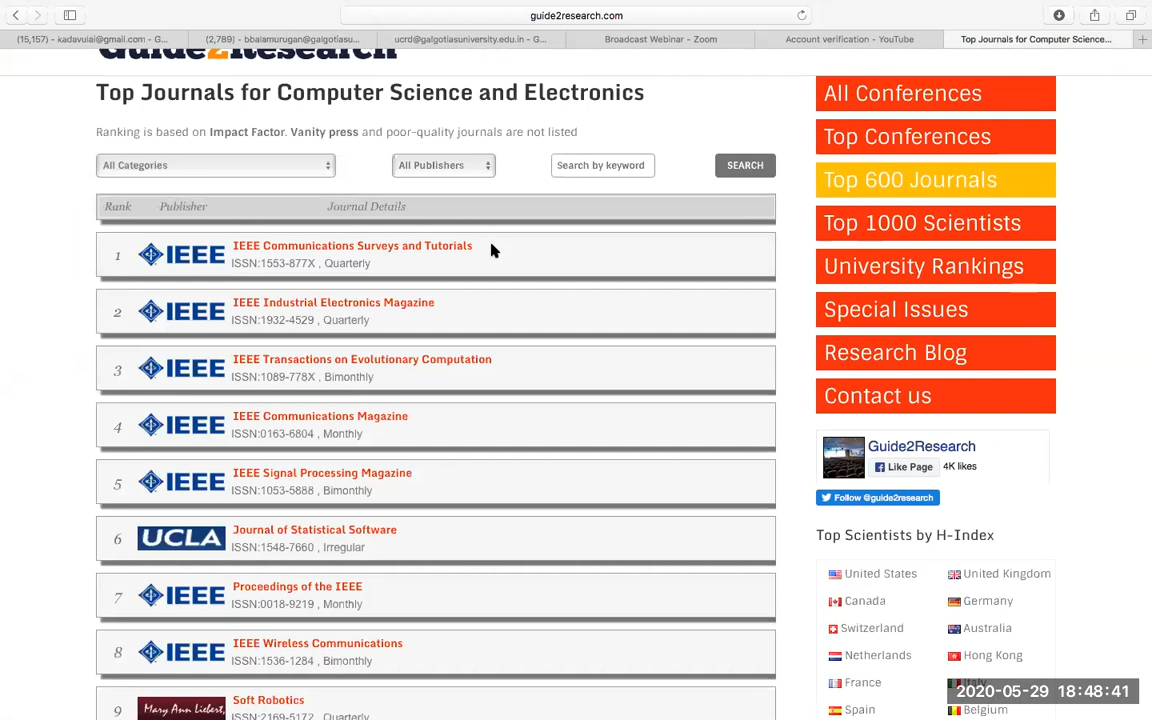 guide2research.com
(15,157) - kadavulai@gmail.com - G...
(2,789) - bbalamurugan@galgotiasu...
ucrd@galgotiasuniversity.edu.in - G...
Broadcast Webinar - Zoom
Account verification - YouTube
Top Journals for Computer Science...
Guide2Research
Top Journals for Computer Science and Electronics
Ranking is based on Impact Factor. Vanity press and poor-quality journals are not listed
All Categories
All Publishers
Search by keyword
SEARCH
Rank Publisher Journal Details
1 IEEE IEEE Communications Surveys and Tutorials
ISSN:1553-877X , Quarterly
2 IEEE IEEE Industrial Electronics Magazine
ISSN:1932-4529 , Quarterly
3 IEEE IEEE Transactions on Evolutionary Computation
ISSN:1089-778X , Bimonthly
4 IEEE IEEE Communications Magazine
ISSN:0163-6804 , Monthly
5 IEEE IEEE Signal Processing Magazine
ISSN:1053-5888 , Bimonthly
6 UCLA Journal of Statistical Software
ISSN:1548-7660 , Irregular
7 IEEE Proceedings of the IEEE
ISSN:0018-9219 , Monthly
8 IEEE IEEE Wireless Communications
ISSN:1536-1284 , Bimonthly
9 Mary Ann Liebert, Soft Robotics
ISSN:2169-5172 , Quarterly
All Conferences
Top Conferences
Top 600 Journals
Top 1000 Scientists
University Rankings
Special Issues
Research Blog
Contact us
Guide2Research
Like Page 4K likes
Follow @guide2research
Top Scientists by H-Index
United States United Kingdom
Canada Germany
Switzerland Australia
Netherlands Hong Kong
France Italy
Spain Belgium
2020-05-29 18:48:41